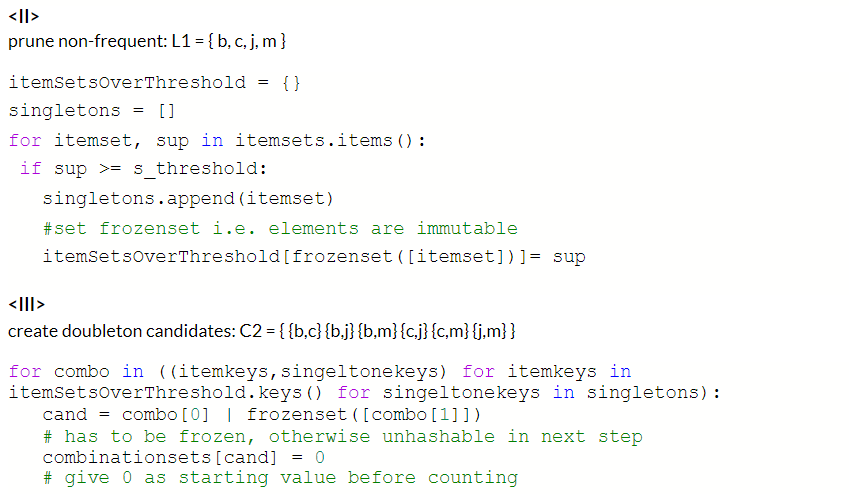 <II>
prune non-frequent: L1 = { b, c, j, m }
itemSetsOverThreshold = {}
singletons = []
for itemset, sup in itemsets.items():
 if sup >= s_threshold:
   singletons.append(itemset)
   #set frozenset i.e. elements are immutable
   itemSetsOverThreshold[frozenset([itemset])]= sup
<III>
create doubleton candidates: C2 = { {b,c} {b,j} {b,m} {c,j} {c,m} {j,m} }
for combo in ((itemkeys,singeltonekeys) for itemkeys in
itemSetsOverThreshold.keys() for singeltonekeys in singletons):
   cand = combo[0] | frozenset([combo[1]])
   # has to be frozen, otherwise unhashable in next step
   combinationsets[cand] = 0
   # give 0 as starting value before counting